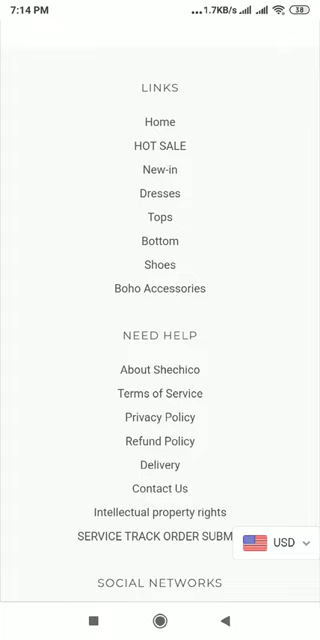 7:14 PM ...1.7KB/s 38
LINKS
Home
HOT SALE
New-in
Dresses
Tops
Bottom
Shoes
Boho Accessories
NEED HELP
About Shechico
Terms of Service
Privacy Policy
Refund Policy
Delivery
Contact Us
Intellectual property rights
SERVICE TRACK ORDER SUBM
USD
SOCIAL NETWORKS